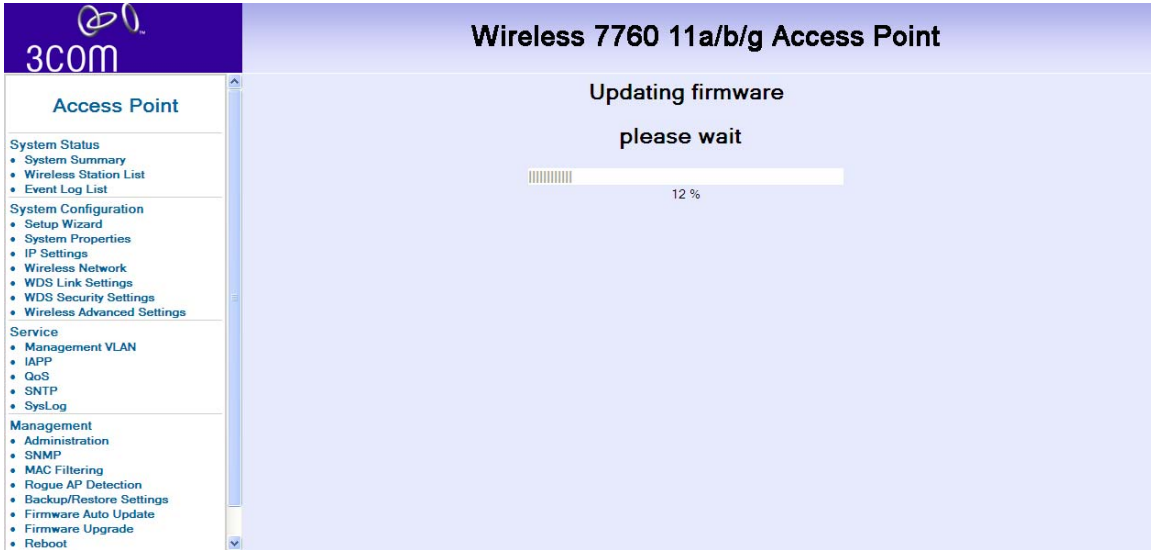 3COM
Wireless 7760 11a/b/g Access Point
Access Point
System Status
System Summary
Wireless Station List
Event Log List
System Configuration
Setup Wizard
System Properties
IP Settings
Wireless Network
WDS Link Settings
WDS Security Settings
Wireless Advanced Settings
Service
Management VLAN
IAPP
QoS
SNTP
SysLog
Management
Administration
SNMP
MAC Filtering
Rogue AP Detection
Backup/Restore Settings
Firmware Auto Update
Firmware Upgrade
Reboot
Updating firmware
please wait
12 %